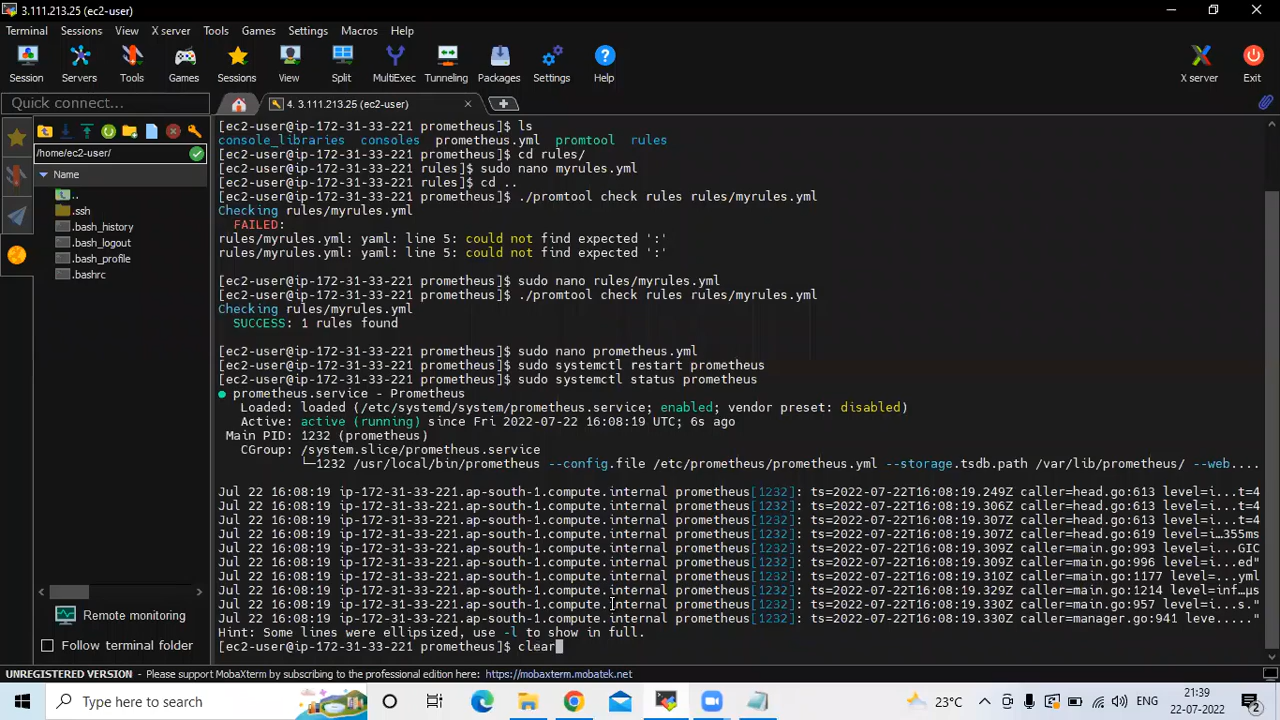 3.111.213.25 (ec2-user)
Terminal Sessions View X server Tools Games Settings Macros Help
Session Servers Tools Games Sessions View Split MultiExec Tunneling Packages Settings Help X server Exit
Quick connect...
4. 3.111.213.25 (ec2-user)
/home/ec2-user/
Name
..
.ssh
.bash_history
.bash_logout
.bash_profile
.bashrc
Remote monitoring
Follow terminal folder
[ec2-user@ip-172-31-33-221 prometheus]$ ls
console_libraries consoles prometheus.yml promtool rules
[ec2-user@ip-172-31-33-221 prometheus]$ cd rules/
[ec2-user@ip-172-31-33-221 rules]$ sudo nano myrules.yml
[ec2-user@ip-172-31-33-221 rules]$ cd ..
[ec2-user@ip-172-31-33-221 prometheus]$ ./promtool check rules rules/myrules.yml
Checking rules/myrules.yml
FAILED:
rules/myrules.yml: yaml: line 5: could not find expected ':'
rules/myrules.yml: yaml: line 5: could not find expected ':'
[ec2-user@ip-172-31-33-221 prometheus]$ sudo nano rules/myrules.yml
[ec2-user@ip-172-31-33-221 prometheus]$ ./promtool check rules rules/myrules.yml
Checking rules/myrules.yml
SUCCESS: 1 rules found
[ec2-user@ip-172-31-33-221 prometheus]$ sudo nano prometheus.yml
[ec2-user@ip-172-31-33-221 prometheus]$ sudo systemctl restart prometheus
[ec2-user@ip-172-31-33-221 prometheus]$ sudo systemctl status prometheus
● prometheus.service - Prometheus
Loaded: loaded (/etc/systemd/system/prometheus.service; enabled; vendor preset: disabled)
Active: active (running) since Fri 2022-07-22 16:08:19 UTC; 6s ago
Main PID: 1232 (prometheus)
CGroup: /system.slice/prometheus.service
└─1232 /usr/local/bin/prometheus --config.file /etc/prometheus/prometheus.yml --storage.tsdb.path /var/lib/prometheus/ --web....
Jul 22 16:08:19 ip-172-31-33-221.ap-south-1.compute.internal prometheus[1232]: ts=2022-07-22T16:08:19.249Z caller=head.go:613 level=i...t=4
Jul 22 16:08:19 ip-172-31-33-221.ap-south-1.compute.internal prometheus[1232]: ts=2022-07-22T16:08:19.306Z caller=head.go:613 level=i...t=4
Jul 22 16:08:19 ip-172-31-33-221.ap-south-1.compute.internal prometheus[1232]: ts=2022-07-22T16:08:19.307Z caller=head.go:613 level=i...t=4
Jul 22 16:08:19 ip-172-31-33-221.ap-south-1.compute.internal prometheus[1232]: ts=2022-07-22T16:08:19.307Z caller=head.go:619 level=i…355ms
Jul 22 16:08:19 ip-172-31-33-221.ap-south-1.compute.internal prometheus[1232]: ts=2022-07-22T16:08:19.309Z caller=main.go:993 level=i...GIC
Jul 22 16:08:19 ip-172-31-33-221.ap-south-1.compute.internal prometheus[1232]: ts=2022-07-22T16:08:19.309Z caller=main.go:996 level=i...ed"
Jul 22 16:08:19 ip-172-31-33-221.ap-south-1.compute.internal prometheus[1232]: ts=2022-07-22T16:08:19.310Z caller=main.go:1177 level=...yml
Jul 22 16:08:19 ip-172-31-33-221.ap-south-1.compute.internal prometheus[1232]: ts=2022-07-22T16:08:19.329Z caller=main.go:1214 level=inf…µs
Jul 22 16:08:19 ip-172-31-33-221.ap-south-1.compute.internal prometheus[1232]: ts=2022-07-22T16:08:19.330Z caller=main.go:957 level=i...s."
Jul 22 16:08:19 ip-172-31-33-221.ap-south-1.compute.internal prometheus[1232]: ts=2022-07-22T16:08:19.330Z caller=manager.go:941 leve....."
Hint: Some lines were ellipsized, use -l to show in full.
[ec2-user@ip-172-31-33-221 prometheus]$ clear
UNREGISTERED VERSION - Please support MobaXterm by subscribing to the professional edition here: https://mobaxterm.mobatek.net
Type here to search
23°C
ENG
21:39
22-07-2022
2